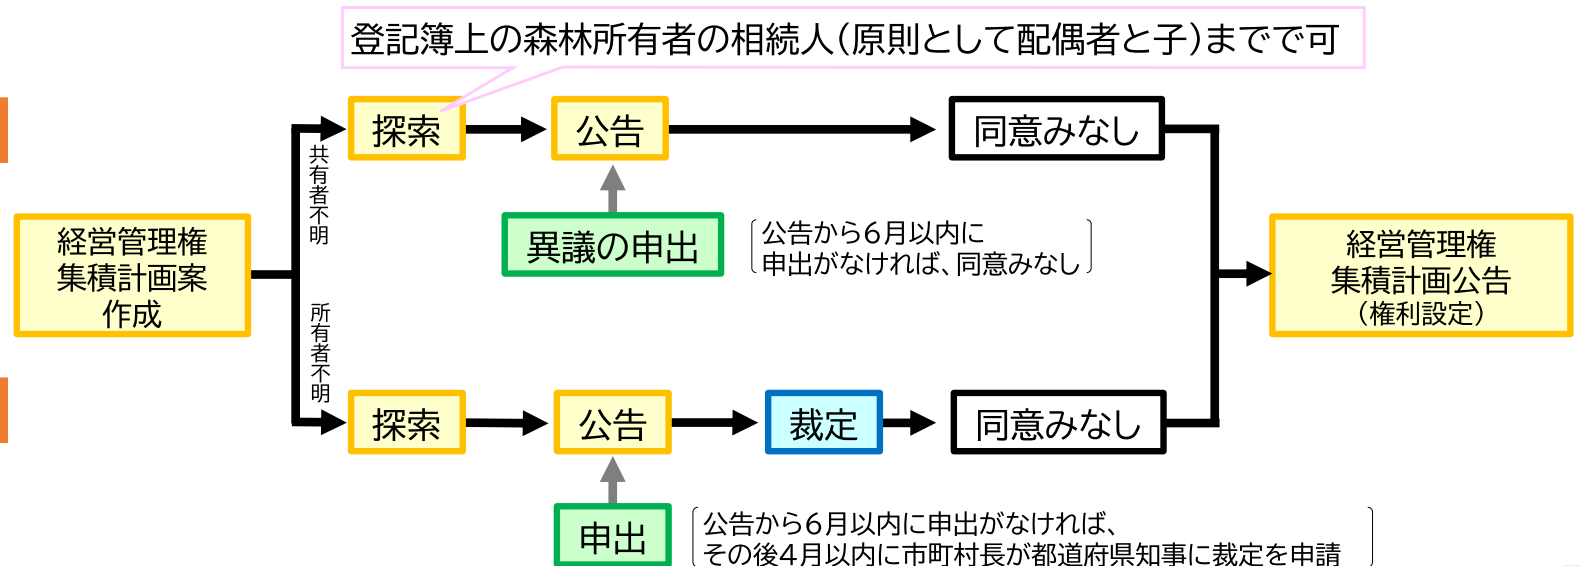 登記簿上の森林所有者の相続人(原則として配偶者と子)までで可
探索
公告
同意みなし
共有者不明
異議の申出
公告から6月以内に
申出がなければ、同意みなし
経営管理権
集積計画案
作成
経営管理権
集積計画公告
(権利設定)
所有者不明
探索
公告
裁定
同意みなし
申出
公告から6月以内に申出がなければ、
その後4月以内に市町村長が都道府県知事に裁定を申請